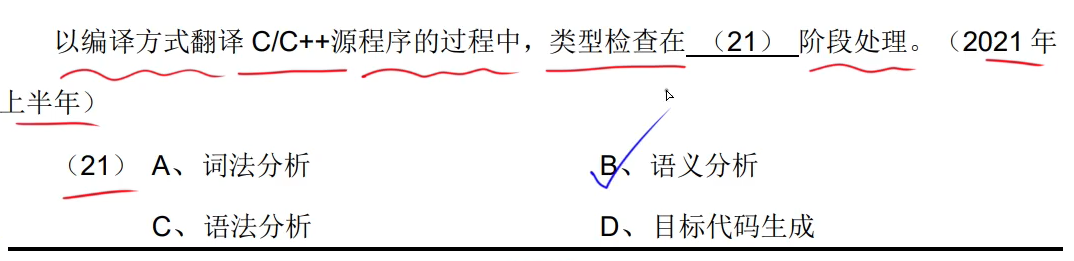 以编译方式翻译 C/C++源程序的过程中，类型检查在 （21） 阶段处理。（2021 年
上半年）
（21） A、 词法分析 B、 语义分析
C、 语法分析 D、 目标代码生成